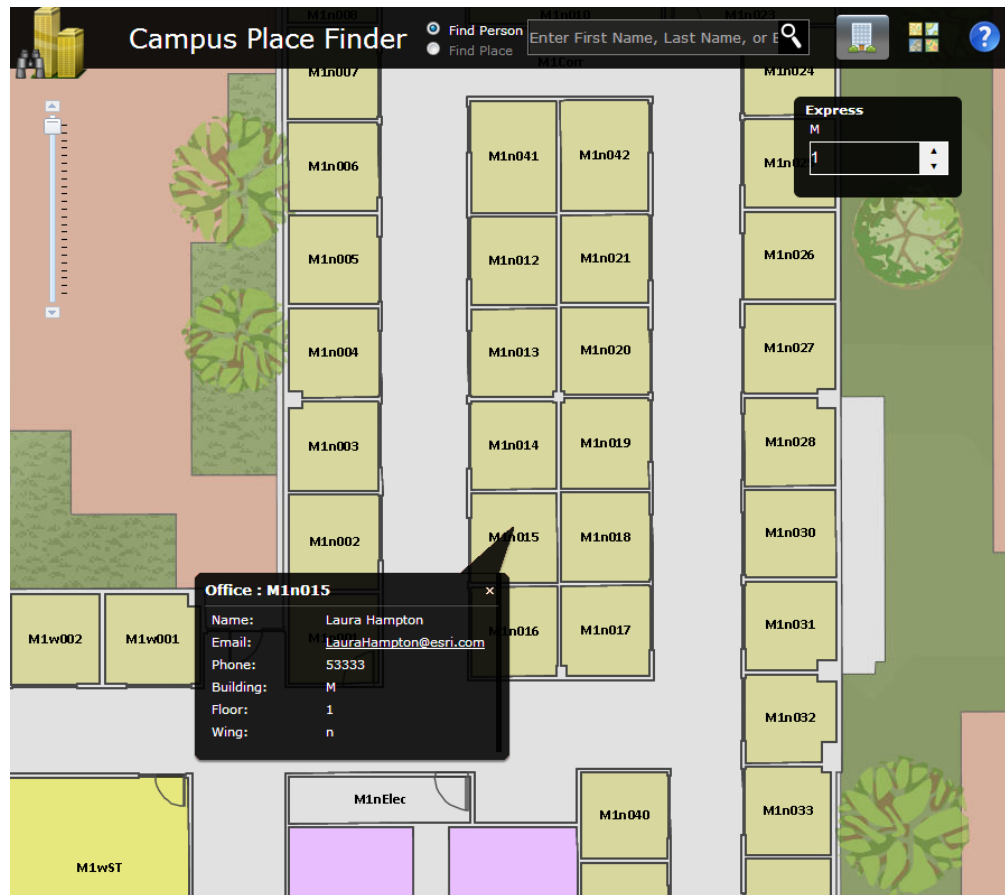 M1n008
M1n010
M1n023
Campus Place Finder
Find Person
Find Place
Enter First Name, Last Name, or E
?
M1Corr
M1n007
M1n024
Express
M
1
M1n006
M1n041
M1n042
M1n005
M1n012
M1n021
M1n026
M1n004
M1n013
M1n020
M1n027
M1n003
M1n014
M1n019
M1n028
M1n002
M1n015
M1n018
M1n030
Office : M1n015
x
Name: Laura Hampton
Email: LauraHampton@esri.com
Phone: 53333
Building: M
Floor: 1
Wing: n
M1w002
M1w001
M1n001
M1n016
M1n017
M1n031
M1n032
M1nElec
M1n040
M1n033
M1wST